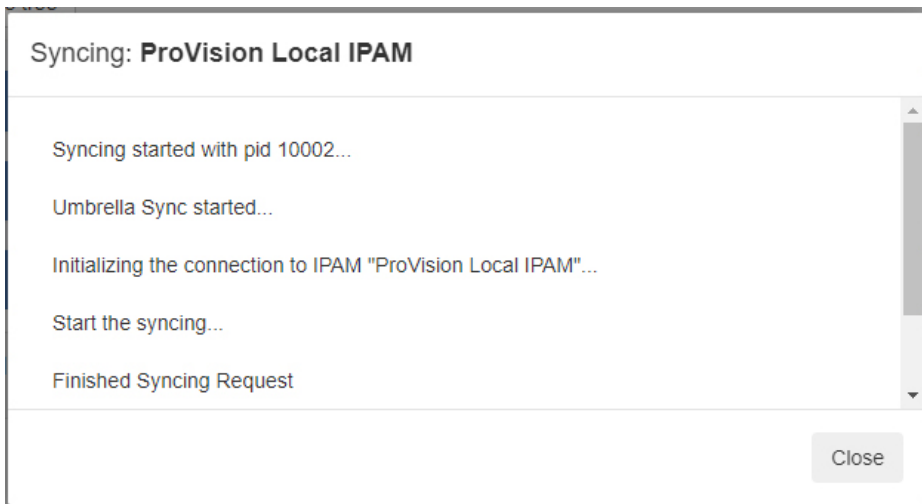 Syncing: ProVision Local IPAM
Syncing started with pid 10002...
Umbrella Sync started...
Initializing the connection to IPAM "ProVision Local IPAM"...
Start the syncing...
Finished Syncing Request
Close